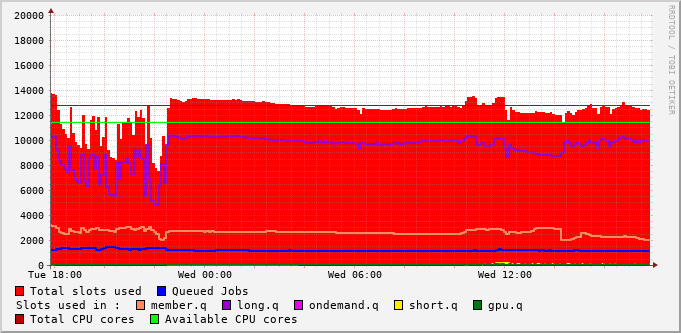 20000
18000
16000
14000
12000
10000
8000
6000
4000
2000
0
Tue 18:00 Wed 00:00 Wed 06:00 Wed 12:00
RRDTOOL / TOBI OETIKER
Total slots used Queued Jobs
Slots used in : member.q long.q ondemand.q short.q gpu.q
Total CPU cores Available CPU cores